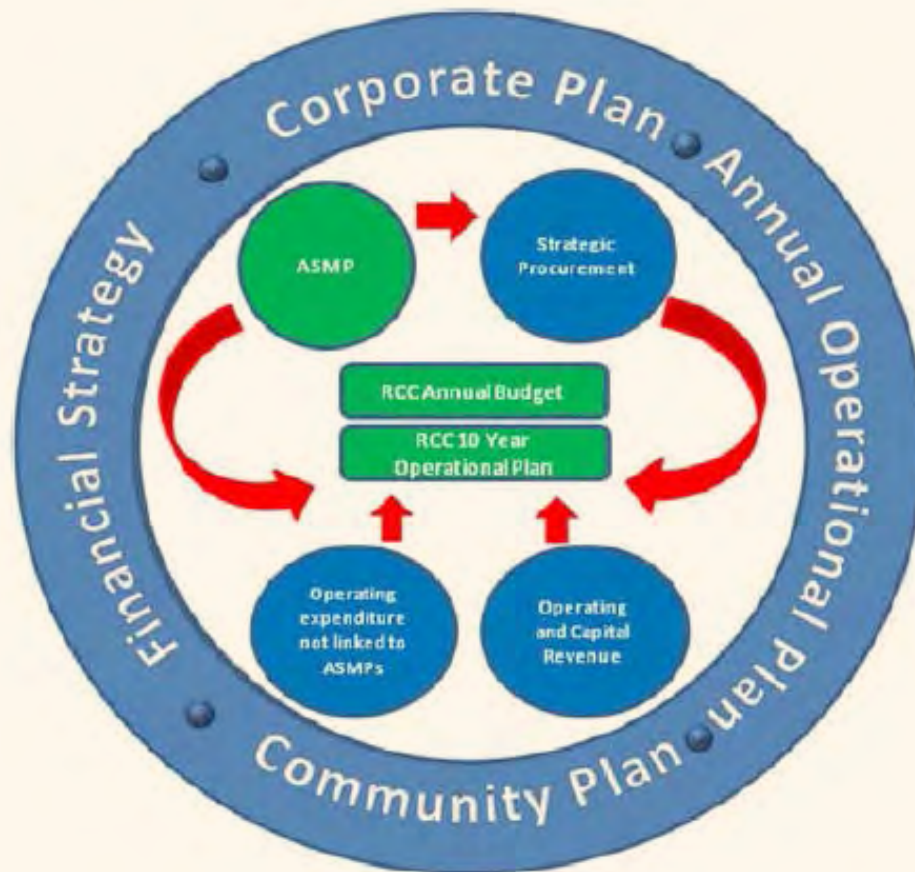 Corporate Plan
Annual Operational Plan
Community Plan
Financial Strategy
ASMP
Strategic
Procurement
RCC Annual Budget
RCC 10 Year
Operational Plan
Operating
expenditure
not linked to
ASMPs
Operating
and Capital
Revenue